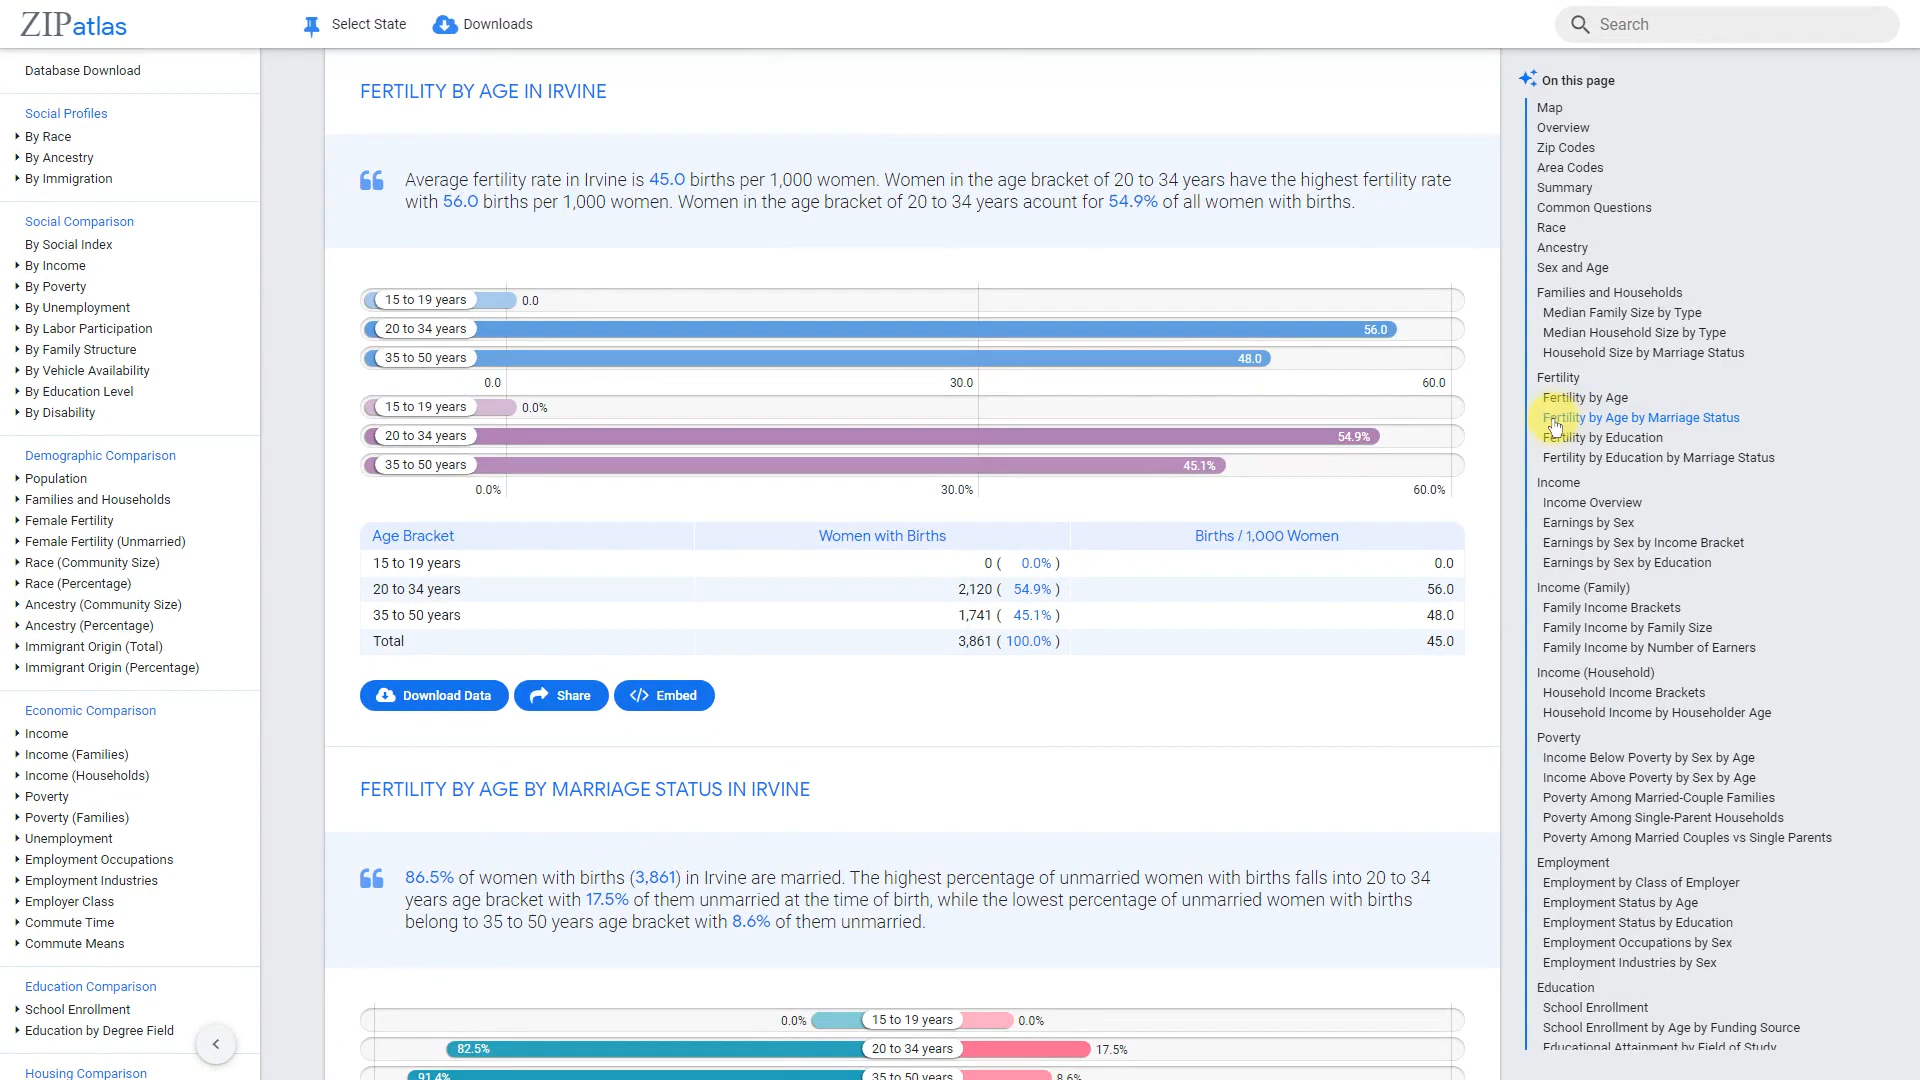 ZIPatlas
Select State
Downloads
Search
Database Download
Social Profiles
By Race
By Ancestry
By Immigration
Social Comparison
By Social Index
By Income
By Poverty
By Unemployment
By Labor Participation
By Family Structure
By Vehicle Availability
By Education Level
By Disability
Demographic Comparison
Population
Families and Households
Female Fertility
Female Fertility (Unmarried)
Race (Community Size)
Race (Percentage)
Ancestry (Community Size)
Ancestry (Percentage)
Immigrant Origin (Total)
Immigrant Origin (Percentage)
Economic Comparison
Income
Income (Families)
Income (Households)
Poverty
Poverty (Families)
Unemployment
Employment Occupations
Employment Industries
Employer Class
Commute Time
Commute Means
Education Comparison
School Enrollment
Education by Degree Field
Housing Comparison
FERTILITY BY AGE IN IRVINE
Average fertility rate in Irvine is 45.0 births per 1,000 women. Women in the age bracket of 20 to 34 years have the highest fertility rate
with 56.0 births per 1,000 women. Women in the age bracket of 20 to 34 years acount for 54.9% of all women with births.
15 to 19 years 0.0
20 to 34 years 56.0
35 to 50 years 48.0
0.0 30.0 60.0
15 to 19 years 0.0%
20 to 34 years 54.9%
35 to 50 years 45.1%
0.0% 30.0% 60.0%
Age Bracket Women with Births Births / 1,000 Women
15 to 19 years 0 ( 0.0% ) 0.0
20 to 34 years 2,120 ( 54.9% ) 56.0
35 to 50 years 1,741 ( 45.1% ) 48.0
Total 3,861 ( 100.0% ) 45.0
Download Data Share Embed
FERTILITY BY AGE BY MARRIAGE STATUS IN IRVINE
86.5% of women with births (3,861) in Irvine are married. The highest percentage of unmarried women with births falls into 20 to 34
years age bracket with 17.5% of them unmarried at the time of birth, while the lowest percentage of unmarried women with births
belong to 35 to 50 years age bracket with 8.6% of them unmarried.
0.0% 15 to 19 years 0.0%
82.5% 20 to 34 years 17.5%
91.4% 35 to 50 years 8.6%
On this page
Map
Overview
Zip Codes
Area Codes
Summary
Common Questions
Race
Ancestry
Sex and Age
Families and Households
Median Family Size by Type
Median Household Size by Type
Household Size by Marriage Status
Fertility
Fertility by Age
Fertility by Age by Marriage Status
Fertility by Education
Fertility by Education by Marriage Status
Income
Income Overview
Earnings by Sex
Earnings by Sex by Income Bracket
Earnings by Sex by Education
Income (Family)
Family Income Brackets
Family Income by Family Size
Family Income by Number of Earners
Income (Household)
Household Income Brackets
Household Income by Householder Age
Poverty
Income Below Poverty by Sex by Age
Income Above Poverty by Sex by Age
Poverty Among Married-Couple Families
Poverty Among Single-Parent Households
Poverty Among Married Couples vs Single Parents
Employment
Employment by Class of Employer
Employment Status by Age
Employment Status by Education
Employment Occupations by Sex
Employment Industries by Sex
Education
School Enrollment
School Enrollment by Age by Funding Source
Educational Attainment by Field of Study